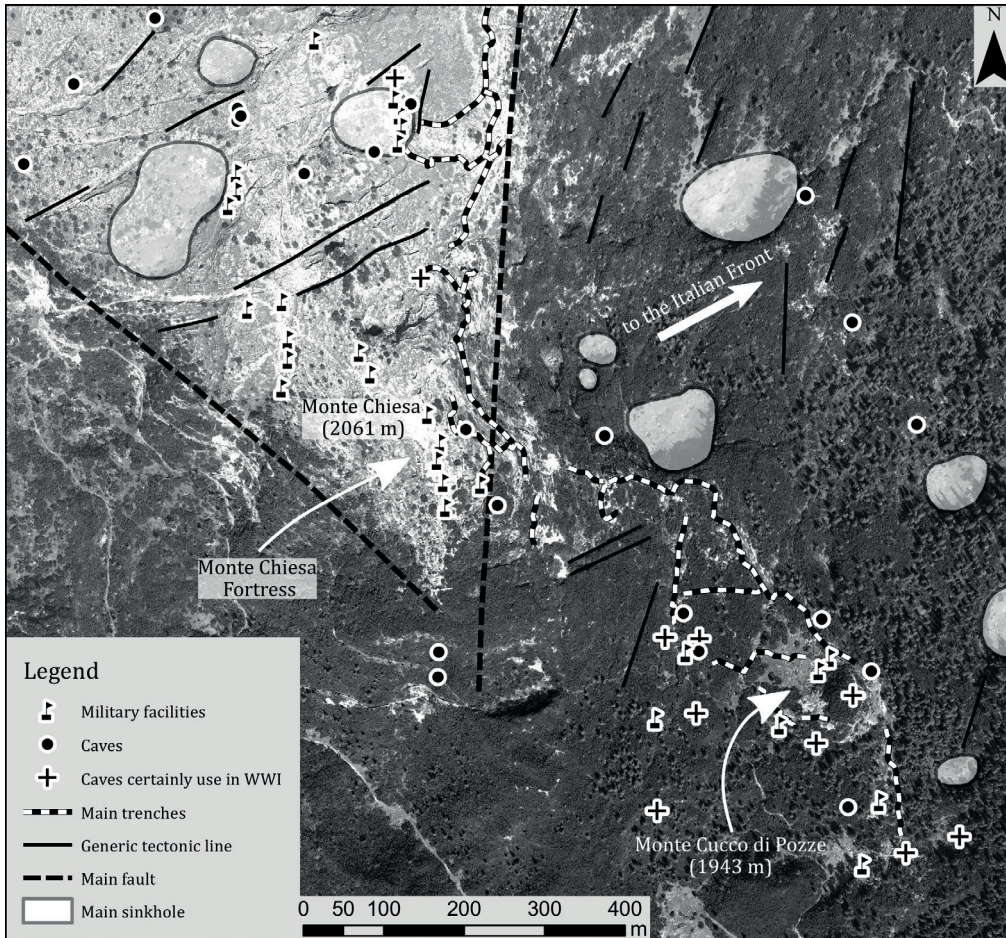 N
to the Italian Front
Monte Chiesa
(2061 m)
Monte Chiesa
Fortress
Monte Cucco di Pozze
(1943 m)
Legend
Military facilities
Caves
Caves certainly use in WWI
Main trenches
Generic tectonic line
Main fault
Main sinkhole
0 50 100 200 300 400
m